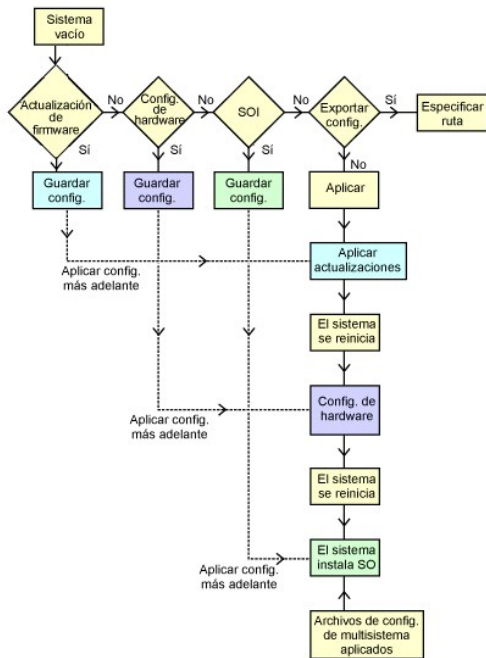 Sistema
vacío
Actualización
de
firmware
No
Config.
de
hardware
No
SOI
No
Exportar
config.
Sí
Especificar
ruta
Sí
Sí
Sí
No
Guardar
config.
Guardar
config.
Guardar
config.
Aplicar
Aplicar config.
más adelante
Aplicar
actualizaciones
El sistema
se reinicia
Aplicar config.
más adelante
Config. de
hardware
El sistema
se reinicia
Aplicar config.
más adelante
El sistema
instala SO
Archivos de config.
de multisistema
aplicados